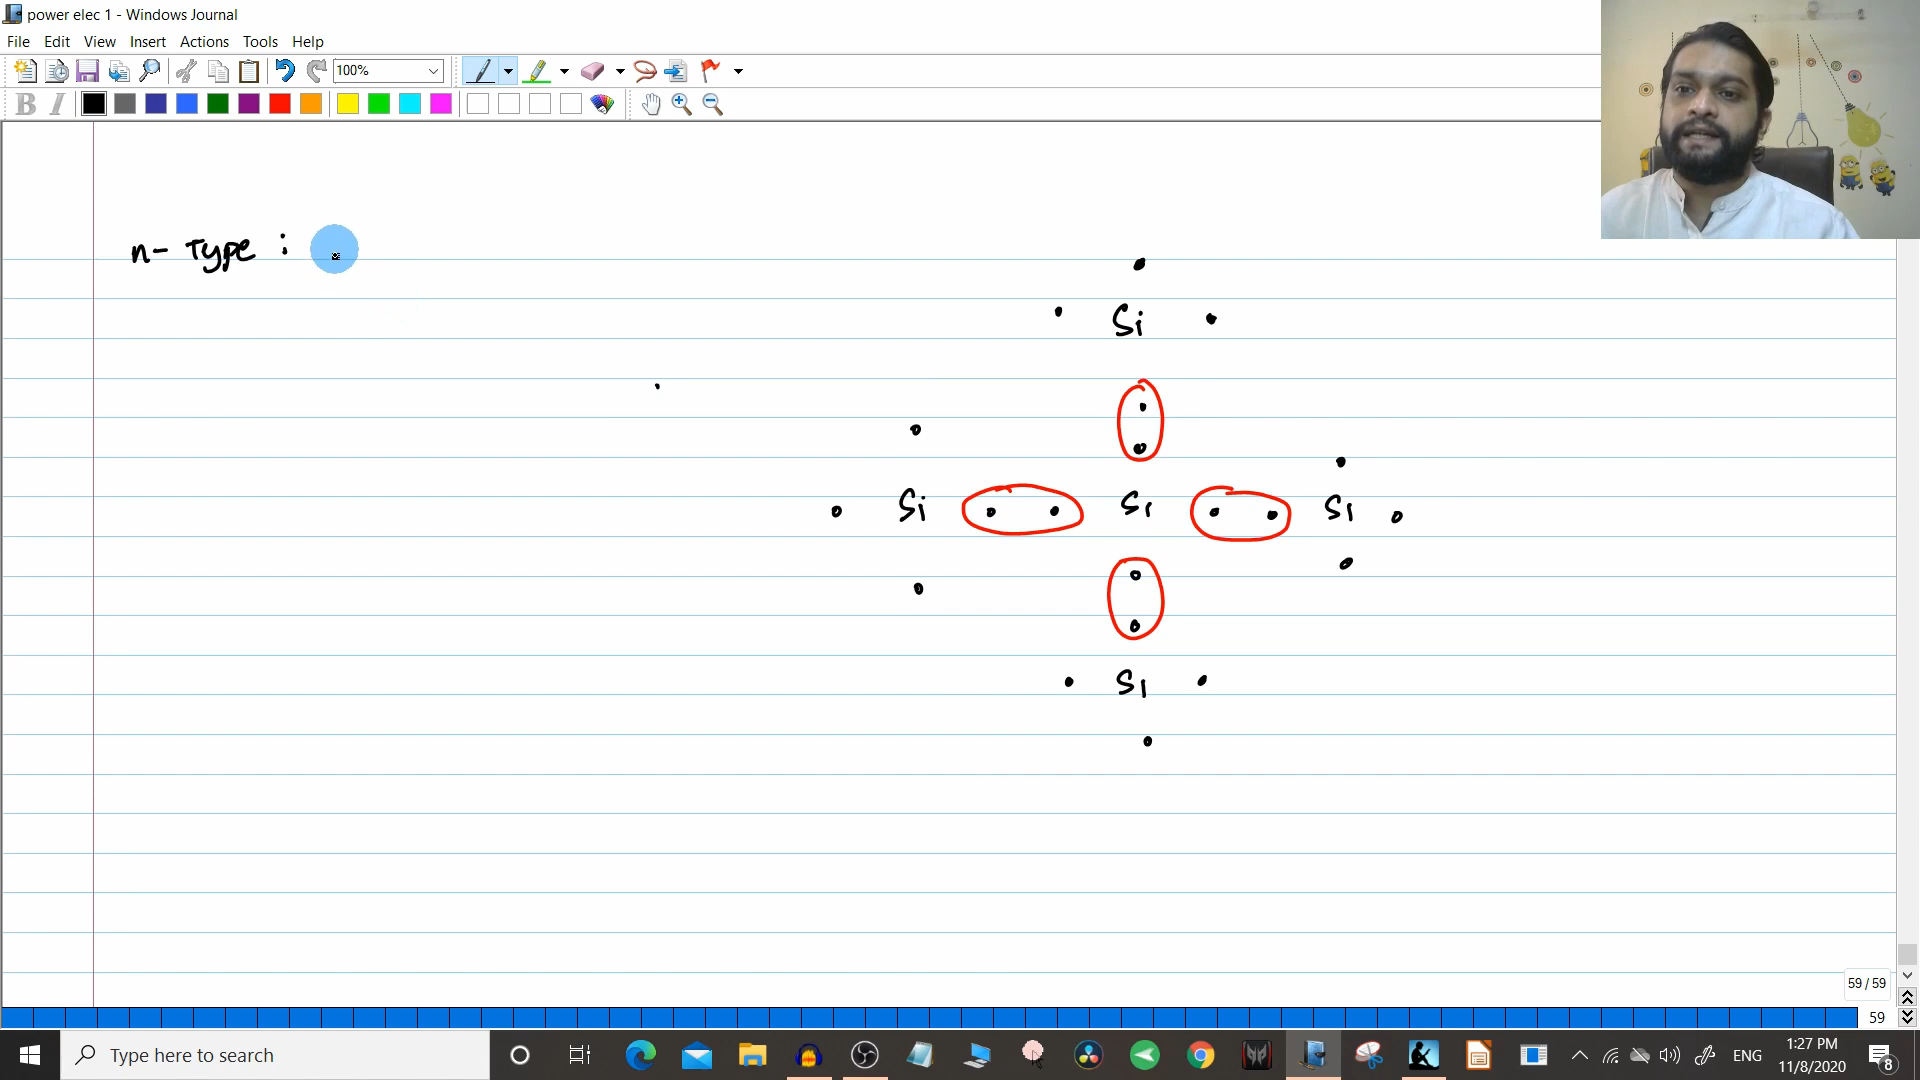 power elec 1 - Windows Journal
File Edit View Insert Actions Tools Help
100%
B I
n- Type :
Si
Si Si Si
Si
59 / 59
59
Type here to search
ENG
1:27 PM
11/8/2020
8